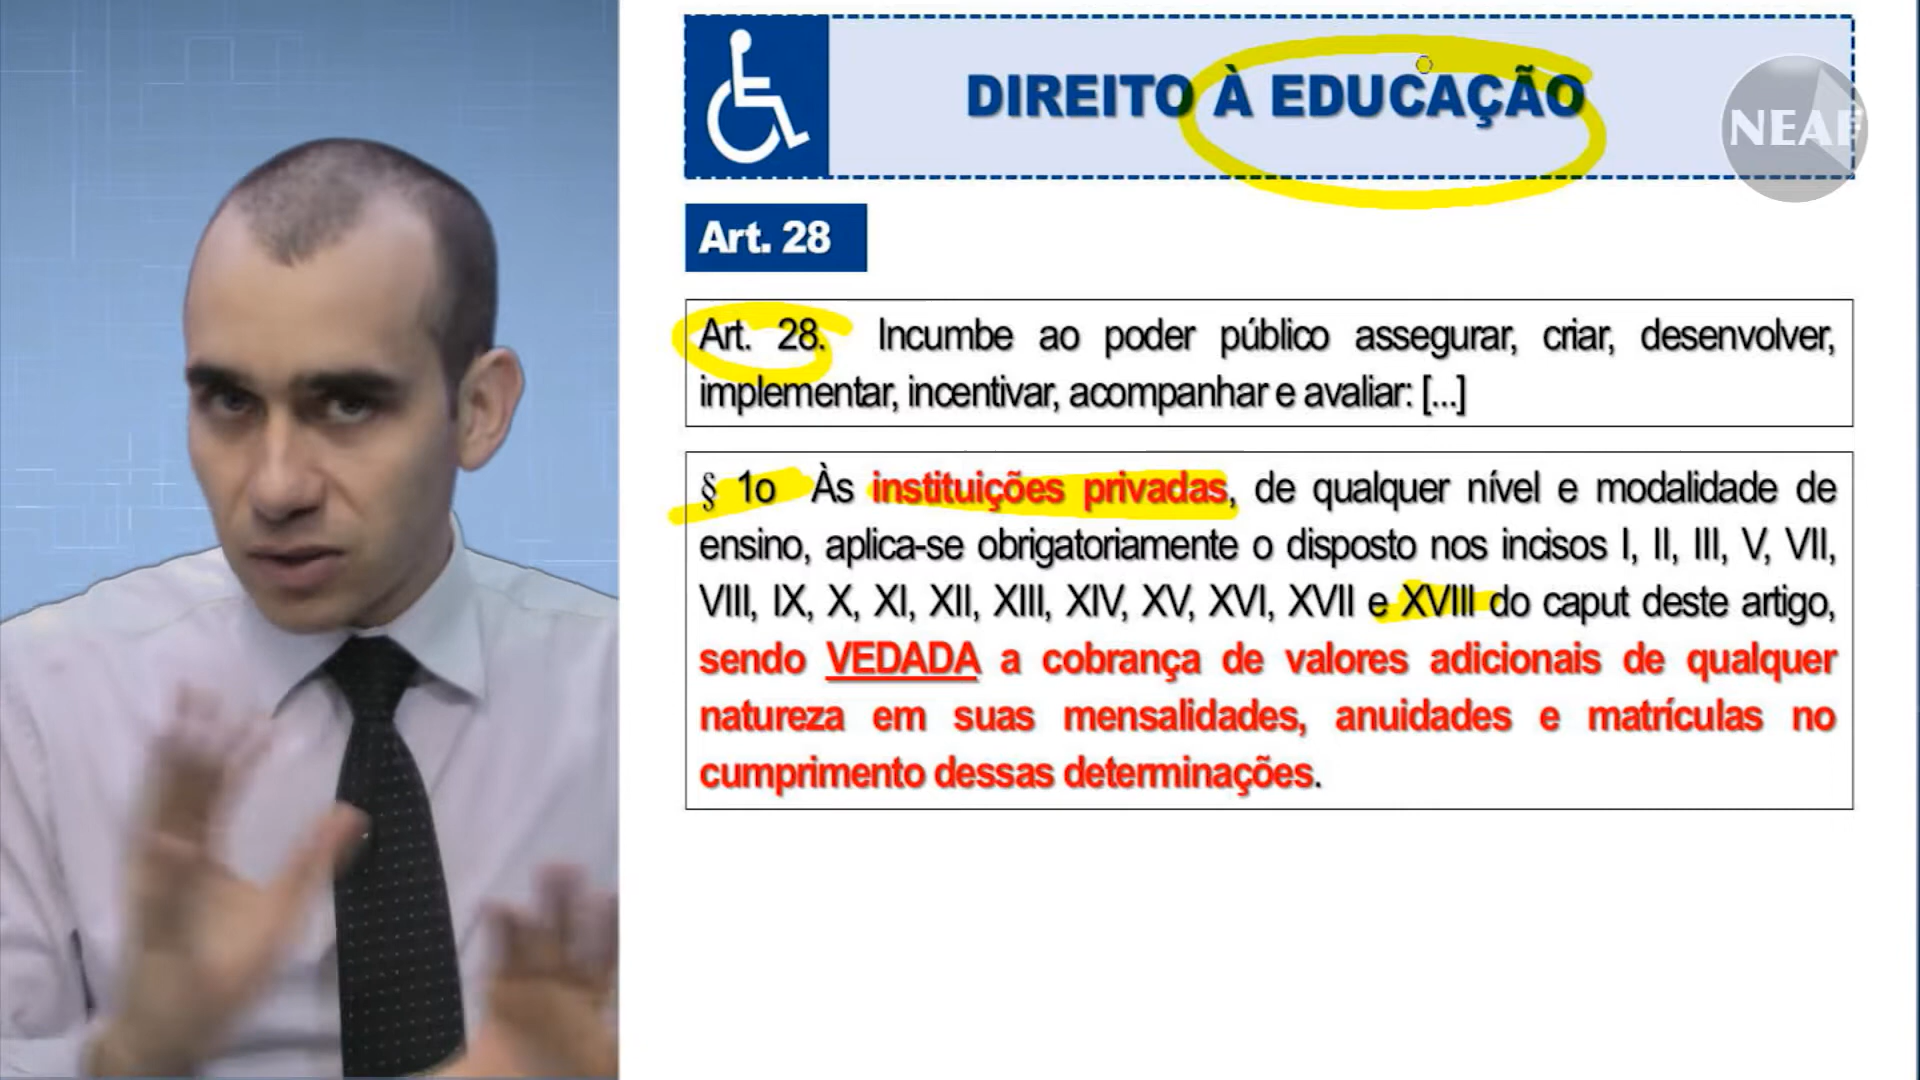 DIREITO À EDUCAÇÃO
NEAF
Art. 28
Art. 28. Incumbe ao poder público assegurar, criar, desenvolver,
implementar, incentivar, acompanhar e avaliar: [...]
§ 1o Às instituições privadas, de qualquer nível e modalidade de
ensino, aplica-se obrigatoriamente o disposto nos incisos I, II, III, V, VII,
VIII, IX, X, XI, XII, XIII, XIV, XV, XVI, XVII e XVIII do caput deste artigo,
sendo VEDADA a cobrança de valores adicionais de qualquer
natureza em suas mensalidades, anuidades e matrículas no
cumprimento dessas determinações.